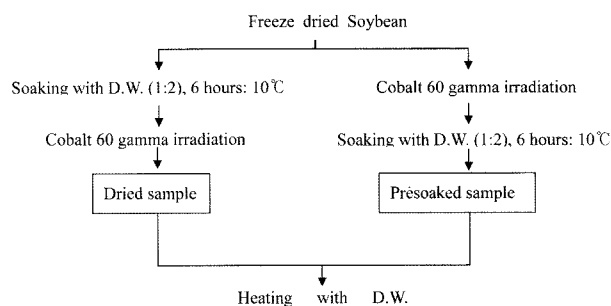 Freeze dried Soybean
Soaking with D.W. (1:2), 6 hours: 10℃
Cobalt 60 gamma irradiation
Cobalt 60 gamma irradiation
Soaking with D.W. (1:2), 6 hours: 10℃
Dried sample
Presoaked sample
Heating with D.W.